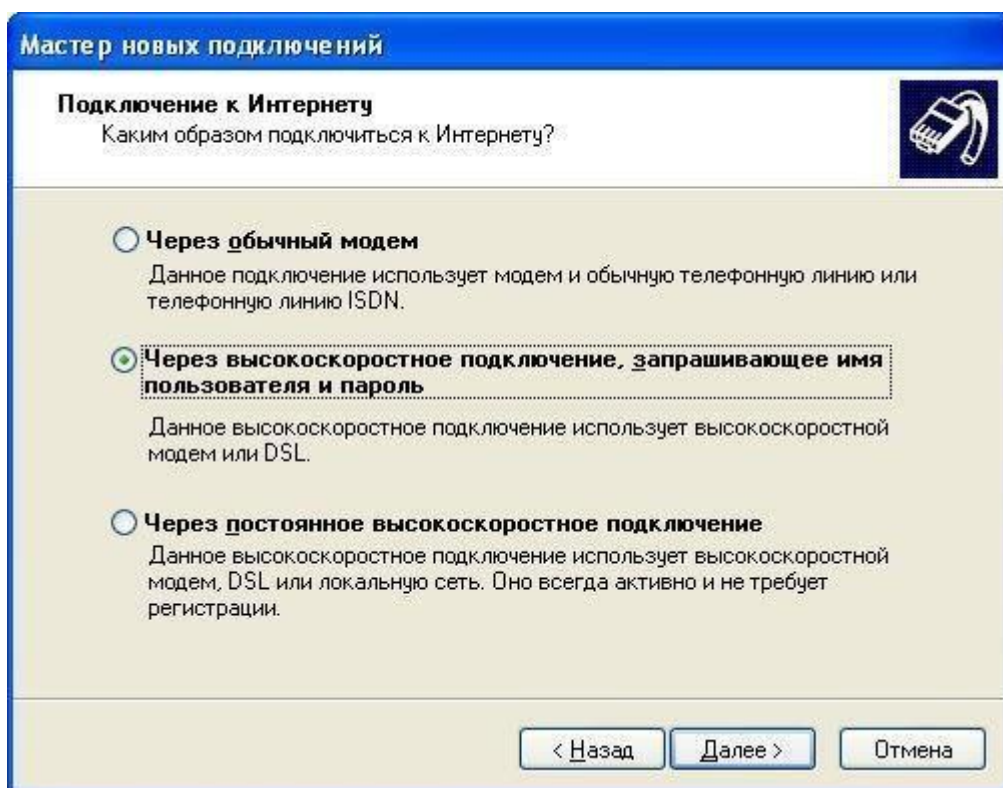 Мастер новых подключений
Подключение к Интернету
Каким образом подключиться к Интернету?
Через обычный модем
Данное подключение использует модем и обычную телефонную линию или
телефонную линию ISDN.
Через высокоскоростное подключение, запрашивающее имя
пользователя и пароль
Данное высокоскоростное подключение использует высокоскоростной
модем или DSL.
Через постоянное высокоскоростное подключение
Данное высокоскоростное подключение использует высокоскоростной
модем, DSL или локальную сеть. Оно всегда активно и не требует
регистрации.
< Назад Далее > Отмена